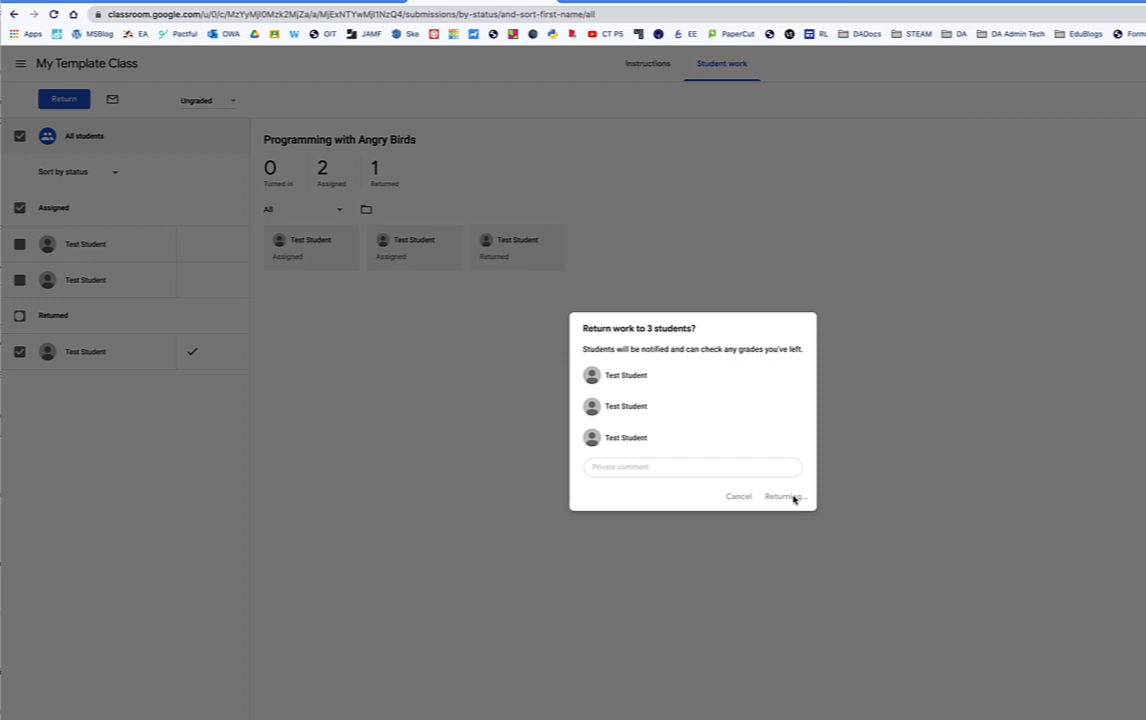 classroom.google.com/u/0/c/MzYyMjI0Mzk2MjZa/a/MjExNTYwMjI1NzQ4/submissions/by-status/and-sort-first-name/all
Apps MSBlog EA Pactful OWA OIT JAMF Ske CT P5 EE PaperCut RL DADocs STEAM DA DA Admin Tech EduBlogs Form
My Template Class Instructions Student work
Return Ungraded
All students
Programming with Angry Birds
0 2 1
Turned in Assigned Returned
Sort by status
Assigned
All
Test Student
Test Student
Returned
Test Student
Test Student Test Student Test Student
Assigned Assigned Returned
Return work to 3 students?
Students will be notified and can check any grades you've left.
Test Student
Test Student
Test Student
Private comment
Cancel Returning...